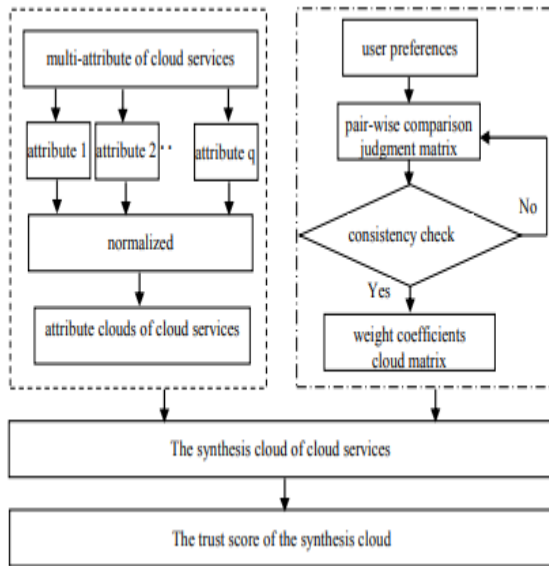 multi-attribute of cloud services
attribute 1
attribute 2
··
attribute q
normalized
attribute clouds of cloud services
user preferences
pair-wise comparison
judgment matrix
consistency check
No
Yes
weight coefficients
cloud matrix
The synthesis cloud of cloud services
The trust score of the synthesis cloud